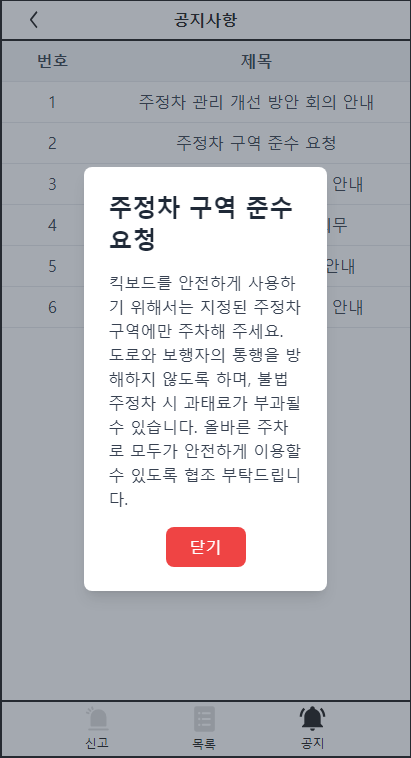 공지사항
번호 제목
1 주정차 관리 개선 방안 회의 안내
2 주정차 구역 준수 요청
3 안내
4
5 안내
6 안내
주정차 구역 준수
요청
킥보드를 안전하게 사용하
기 위해서는 지정된 주정차
구역에만 주차해 주세요.
도로와 보행자의 통행을 방
해하지 않도록 하며, 불법
주정차 시 과태료가 부과될
수 있습니다. 올바른 주차
로 모두가 안전하게 이용할
수 있도록 협조 부탁드립니
다.
닫기
신고 목록 공지